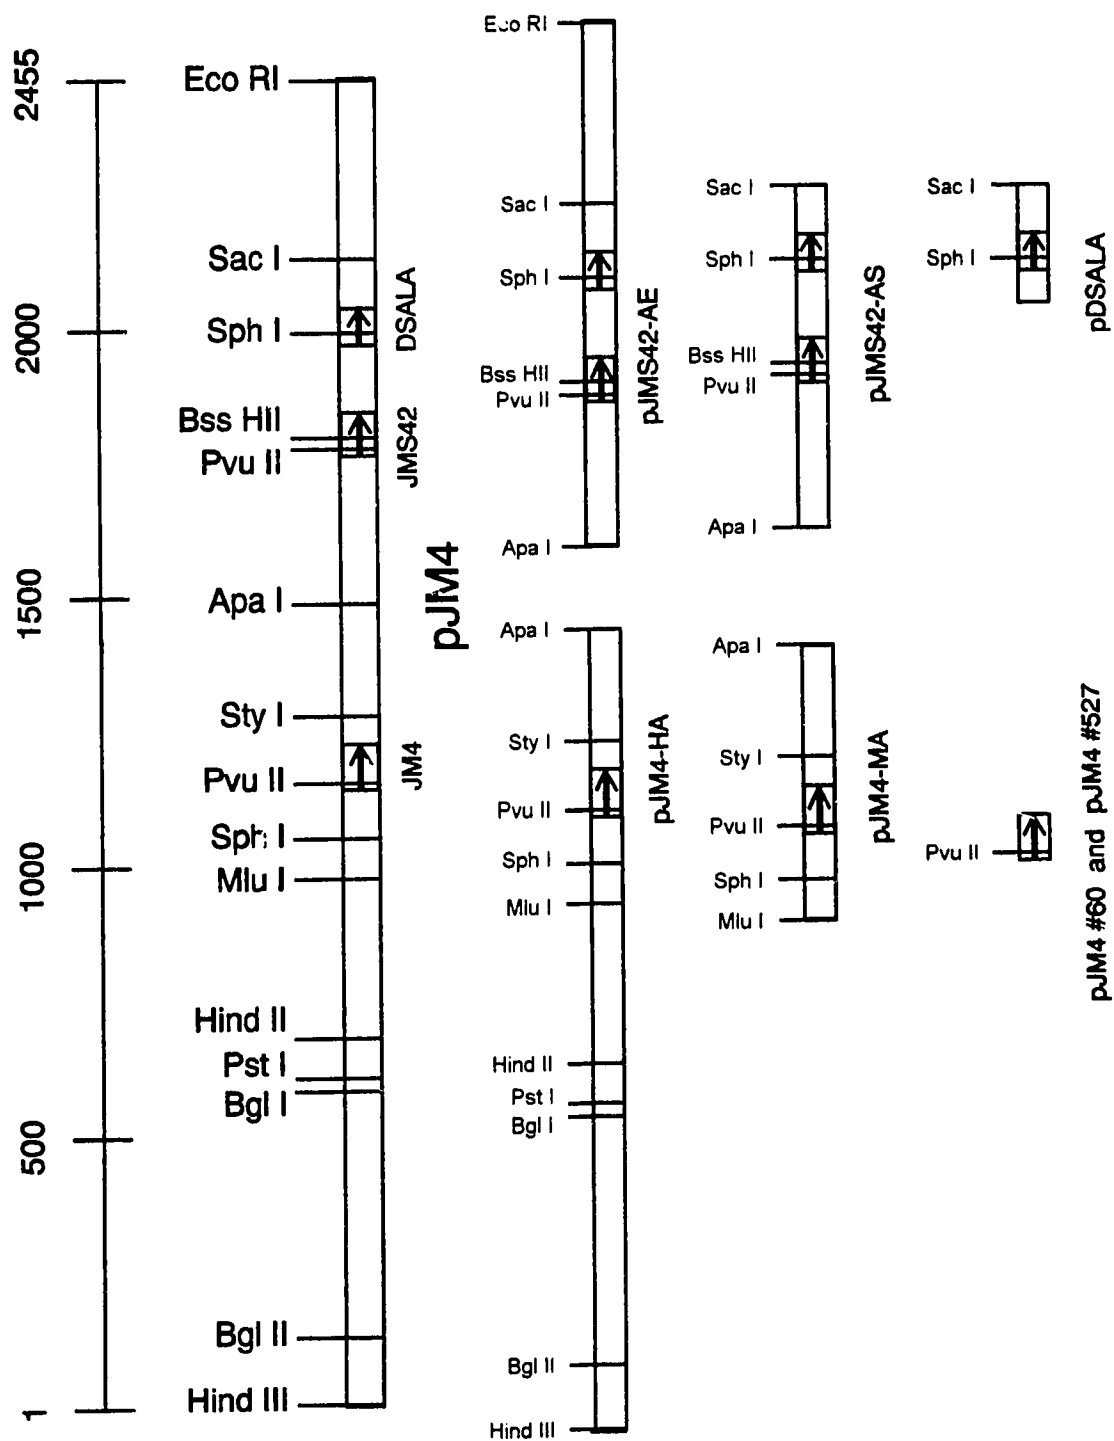 2455
2000
1500
1000
500
1
Eco RI
Sac I
Sph I
Bss HII
Pvu II
Apa I
Sty I
Pvu II
Sph I
Mlu I
Hind II
Pst I
Bgl I
Bgl II
Hind III
DSALA
JMS42
JM4
pJM4
Eco RI
Sac I
Sph I
Bss HII
Pvu II
Apa I
pJMS42-AE
Apa I
Sty I
Pvu II
Sph I
Mlu I
Hind II
Pst I
Bgl I
Bgl II
Hind III
pJM4-HA
Sac I
Sph I
Bss HII
Pvu II
Apa I
pJMS42-AS
Apa I
Sty I
Pvu II
Sph I
Mlu I
pJM4-MA
Sac I
Sph I
pDSALA
Pvu II
pJM4 #60 and pJM4 #527